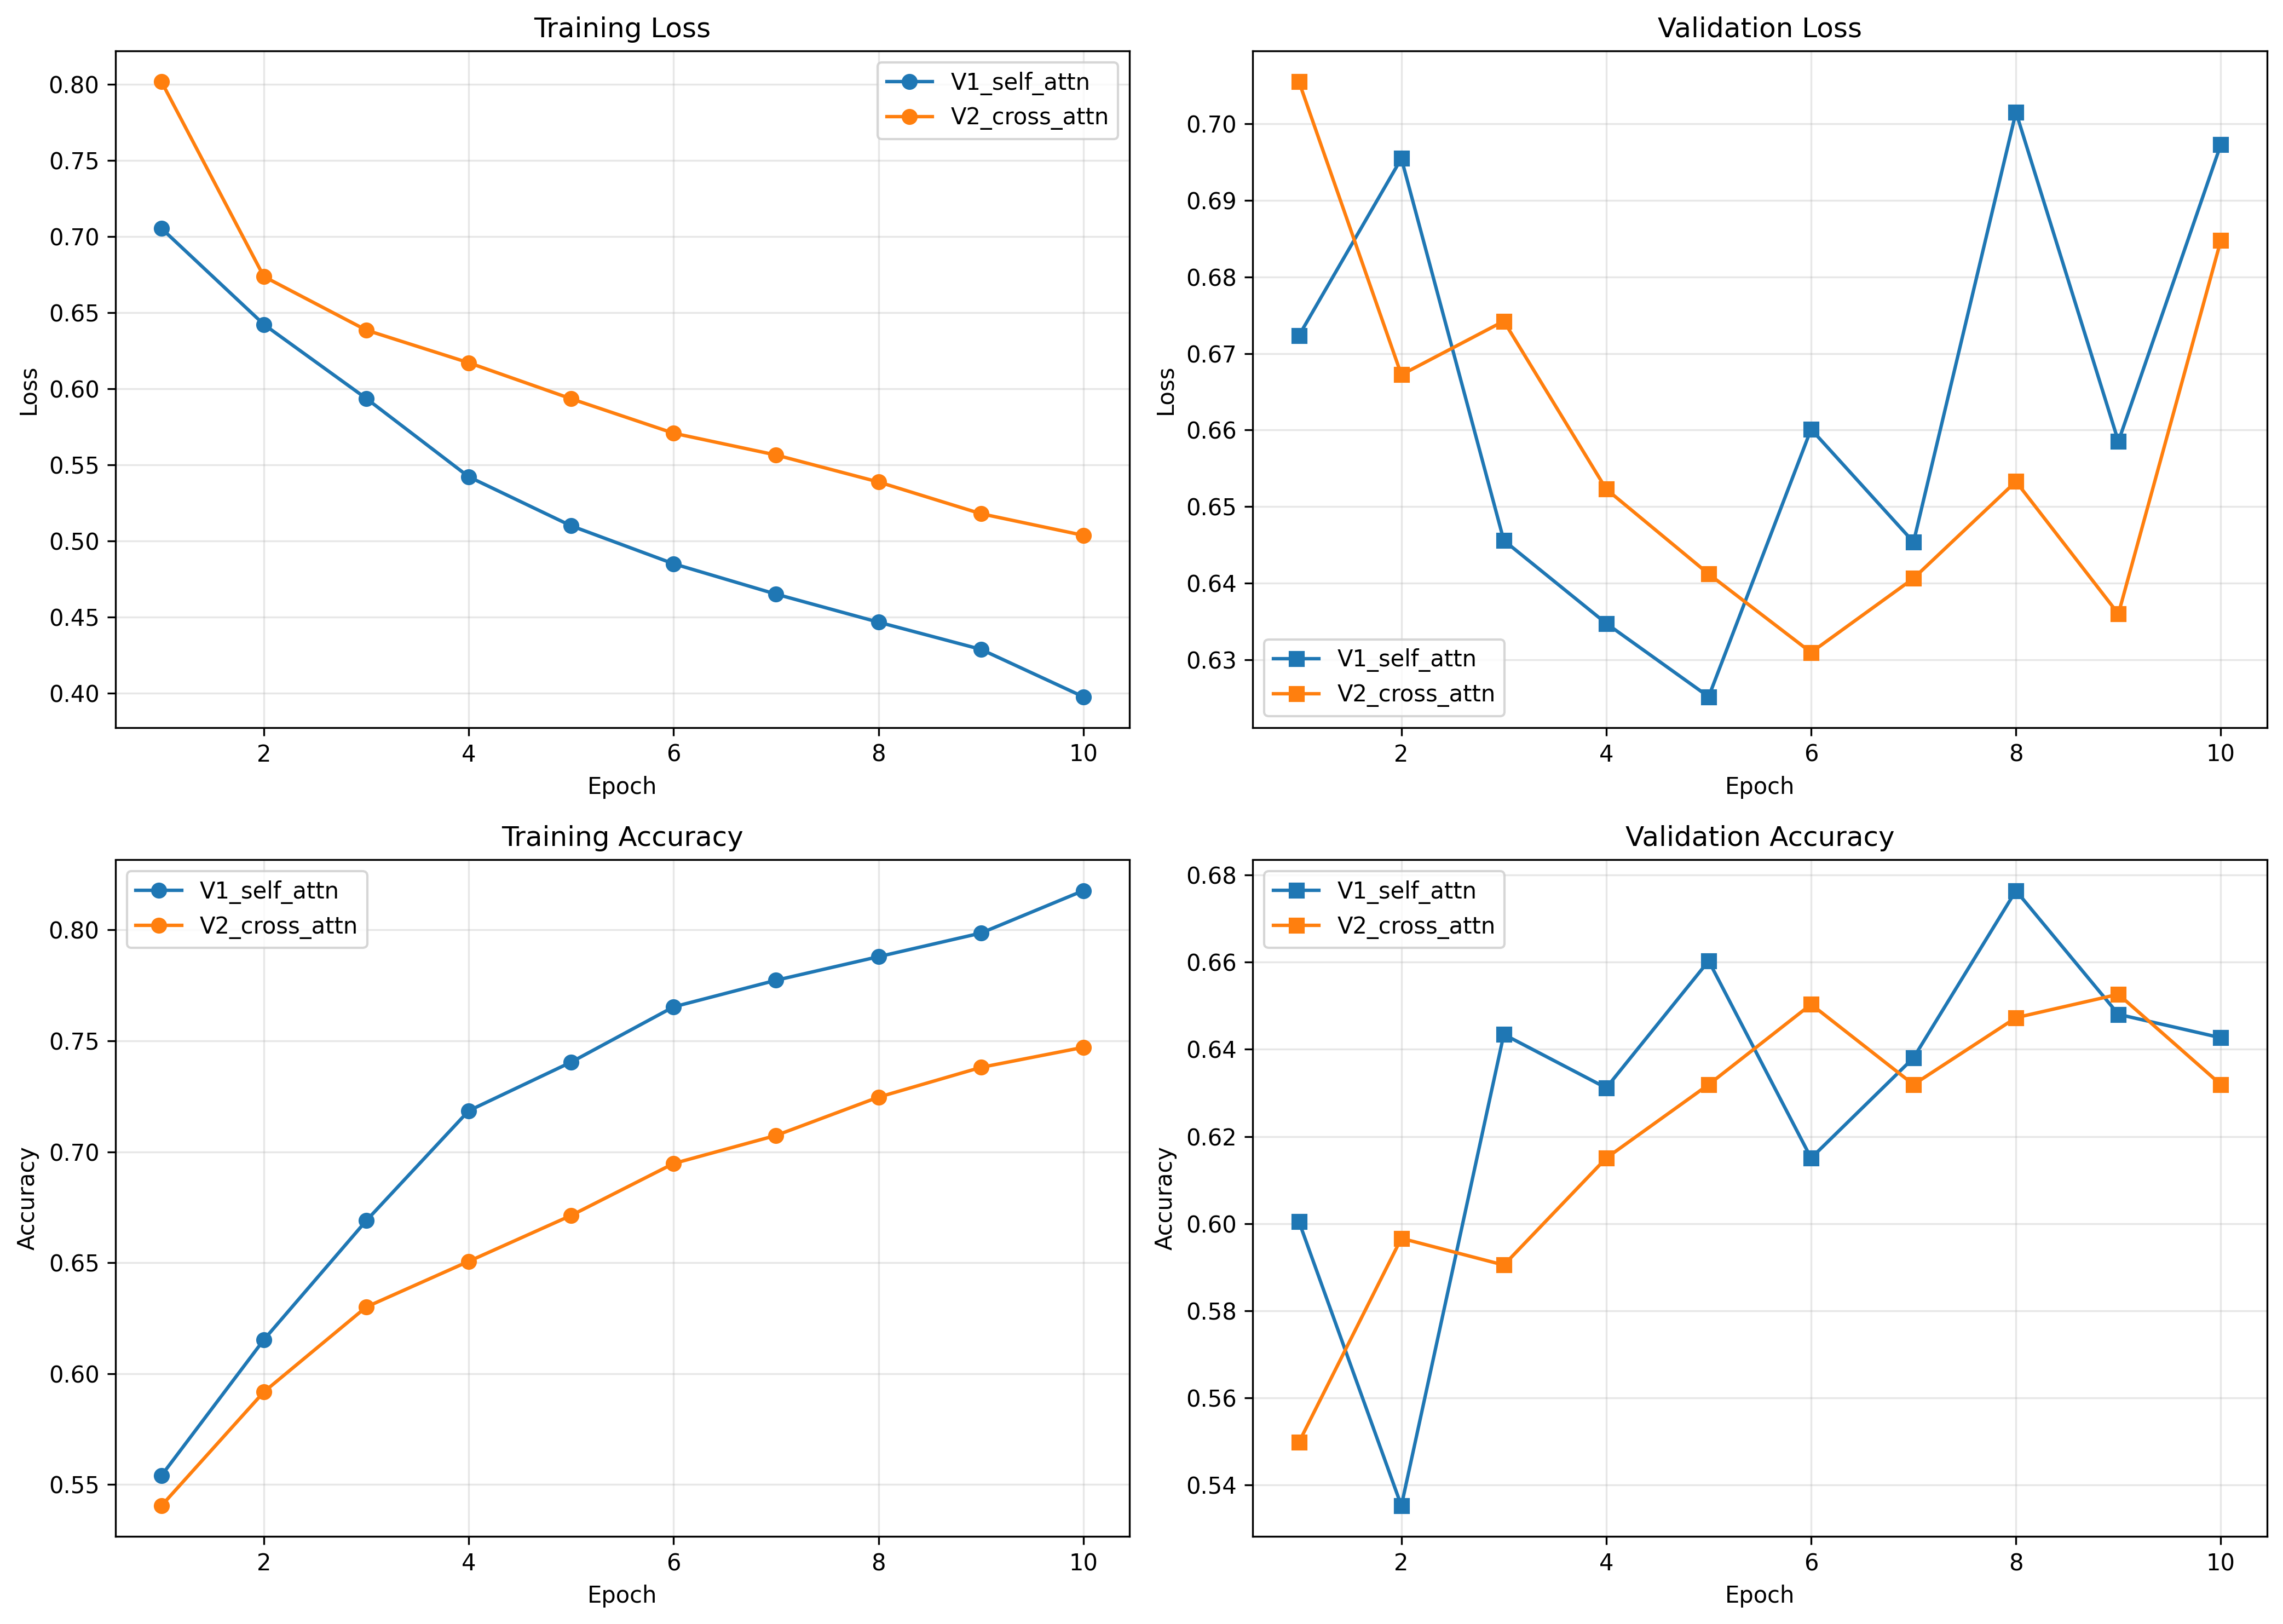 Training Loss
Loss
0.80
0.75
0.70
0.65
0.60
0.55
0.50
0.45
0.40
V1_self_attn
V2_cross_attn
2 4 6 8 10
Epoch
Validation Loss
Loss
0.70
0.69
0.68
0.67
0.66
0.65
0.64
0.63
V1_self_attn
V2_cross_attn
2 4 6 8 10
Epoch
Training Accuracy
Accuracy
V1_self_attn
V2_cross_attn
0.80
0.75
0.70
0.65
0.60
0.55
2 4 6 8 10
Epoch
Validation Accuracy
Accuracy
V1_self_attn
V2_cross_attn
0.68
0.66
0.64
0.62
0.60
0.58
0.56
0.54
2 4 6 8 10
Epoch